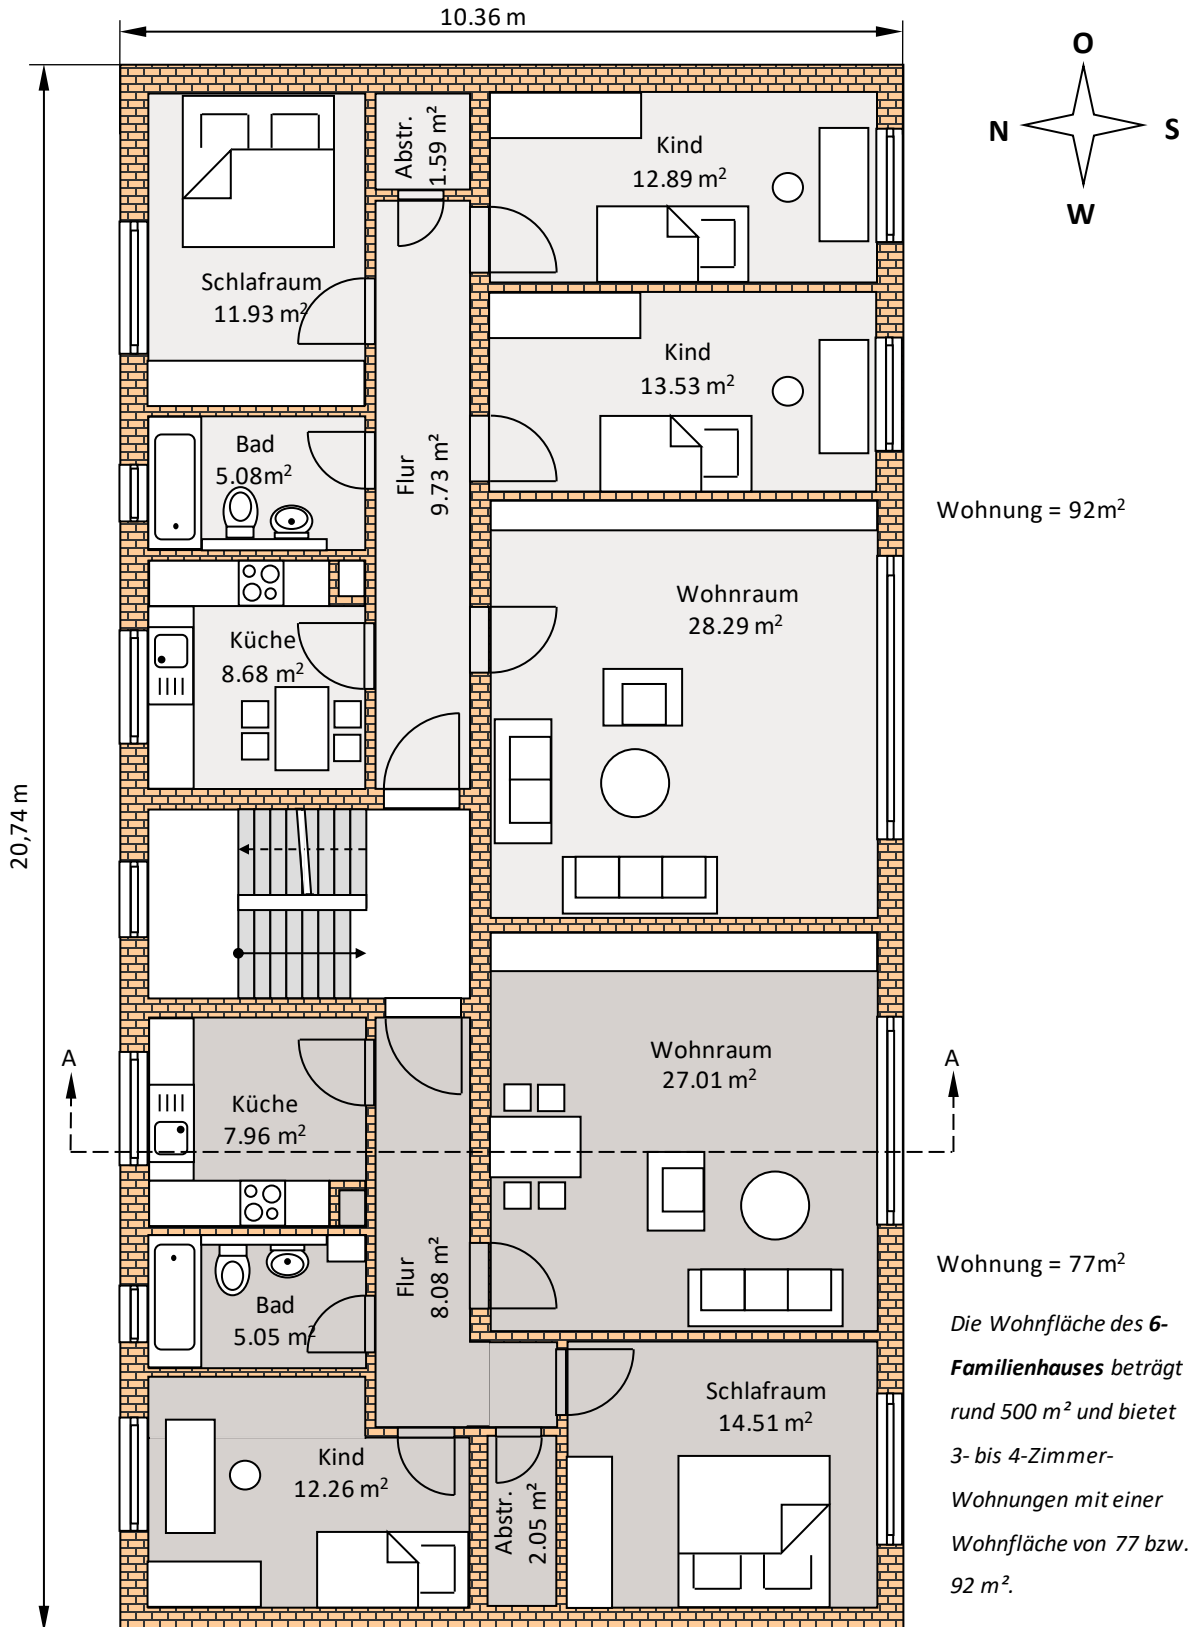 10.36 m
O
N
S
W
20,74 m
Abstr.
1.59 m²
Kind
12.89 m²
Schlafraum
11.93 m²
Kind
13.53 m²
Bad
5.08m²
Flur
9.73 m²
Wohnung = 92m²
Wohnraum
28.29 m²
Küche
8.68 m²
A
A
Wohnraum
27.01 m²
Küche
7.96 m²
Flur
8.08 m²
Wohnung = 77m²
Bad
5.05 m²
Die Wohnfläche des 6-
Familienhauses beträgt
rund 500 m² und bietet
3- bis 4-Zimmer-
Wohnungen mit einer
Wohnfläche von 77 bzw.
92 m².
Schlafraum
14.51 m²
Kind
12.26 m²
Abstr.
2.05 m²